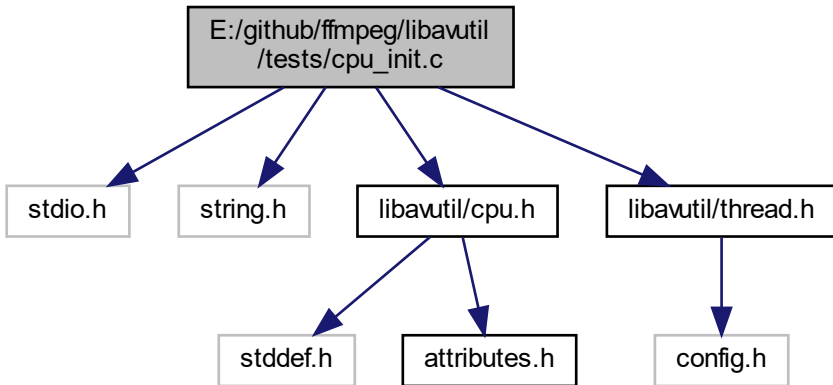 E:/github/ffmpeg/libavutil
/tests/cpu_init.c
stdio.h
string.h
libavutil/cpu.h
libavutil/thread.h
stddef.h
attributes.h
config.h